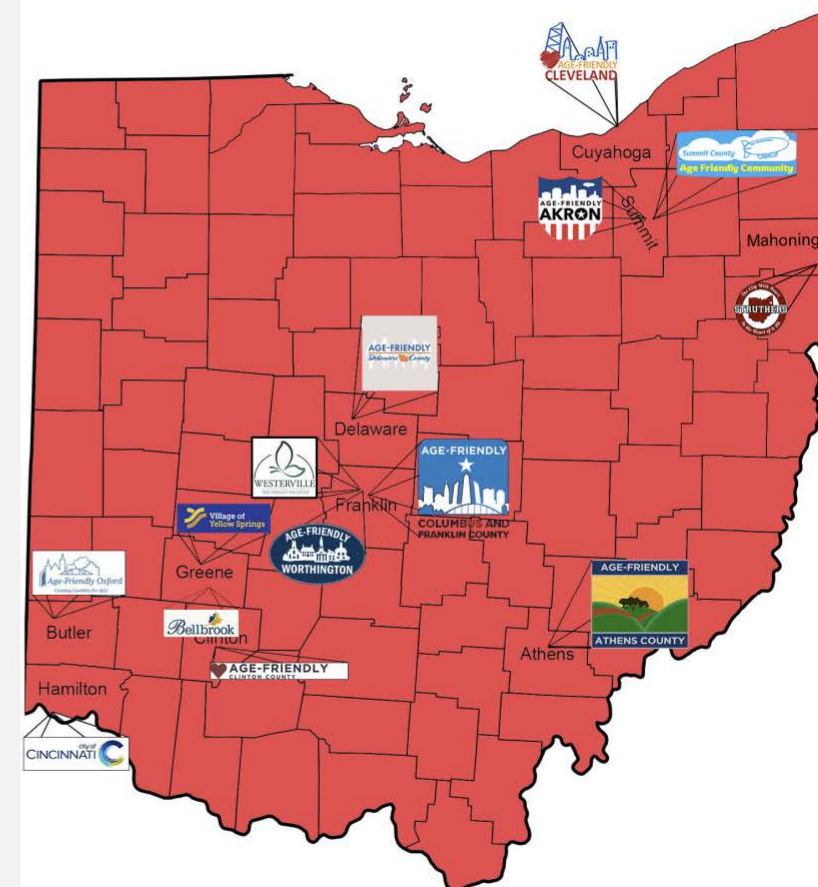 AGE-FRIENDLY
CLEVELAND
Cuyahoga
Summit County
Age Friendly Community
AGE-FRIENDLY
AKRON
Summit
Mahoning
STRUTHERS
AGE-FRIENDLY
Delaware County
Delaware
WESTERVILLE
AGE-FRIENDLY
COLUMBUS AND
FRANKLIN COUNTY
Franklin
Village of
Yellow Springs
AGE-FRIENDLY
WORTHINGTON
Greene
Age-Friendly Oxford
Butler
Bellbrook
Clinton
AGE-FRIENDLY
CLINTON COUNTY
AGE-FRIENDLY
ATHENS COUNTY
Athens
Hamilton
city of
CINCINNATI